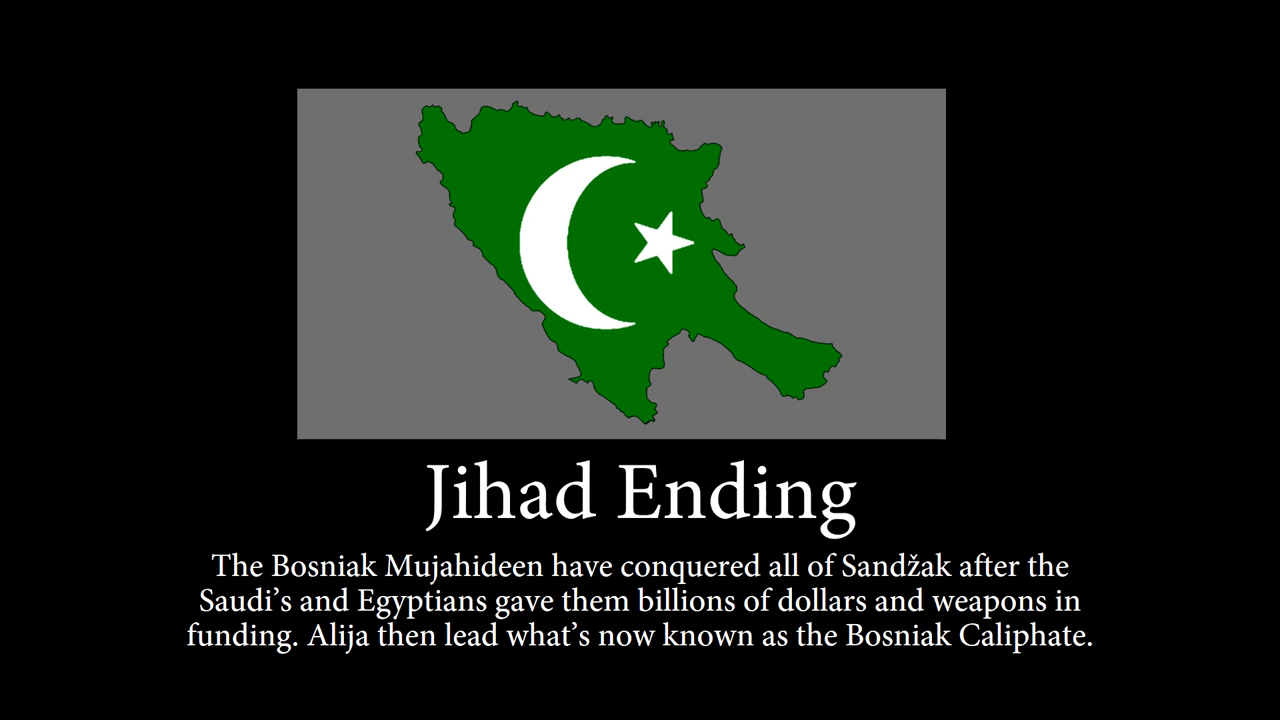 Jihad Ending
The Bosniak Mujahideen have conquered all of Sandžak after the
Saudi’s and Egyptians gave them billions of dollars and weapons in
funding. Alija then lead what’s now known as the Bosniak Caliphate.